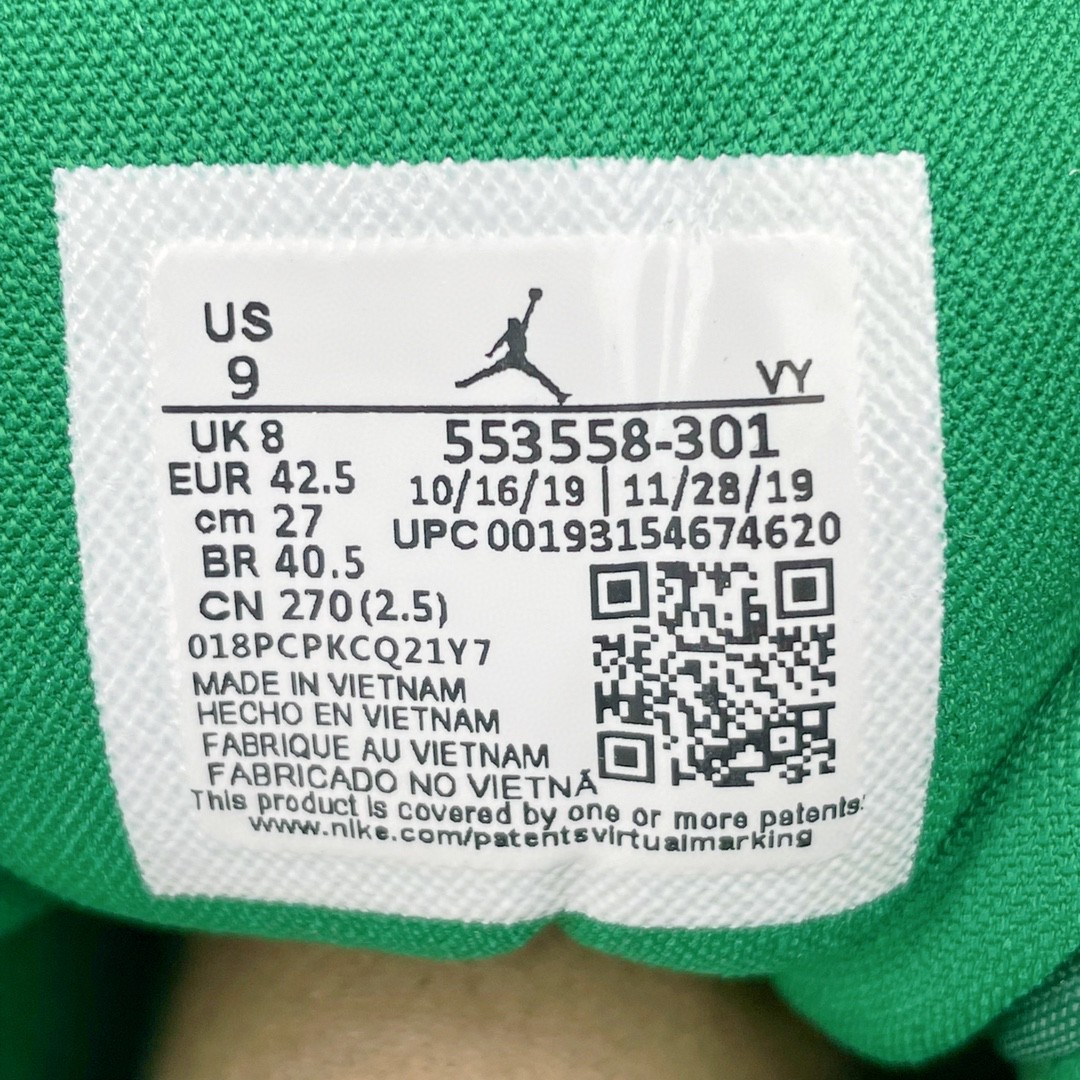 US
9
VY
UK 8
EUR 42.5
cm 27
BR 40.5
CN 270(2.5)
553558-301
10/16/19 | 11/28/19
UPC 00193154674620
018PCPKCQ21Y7
MADE IN VIETNAM
HECHO EN VIETNAM
FABRIQUE AU VIETNAM
FABRICADO NO VIETNÃ
This product is covered by one or more patents.
www.nike.com/patentsvirtualmarking